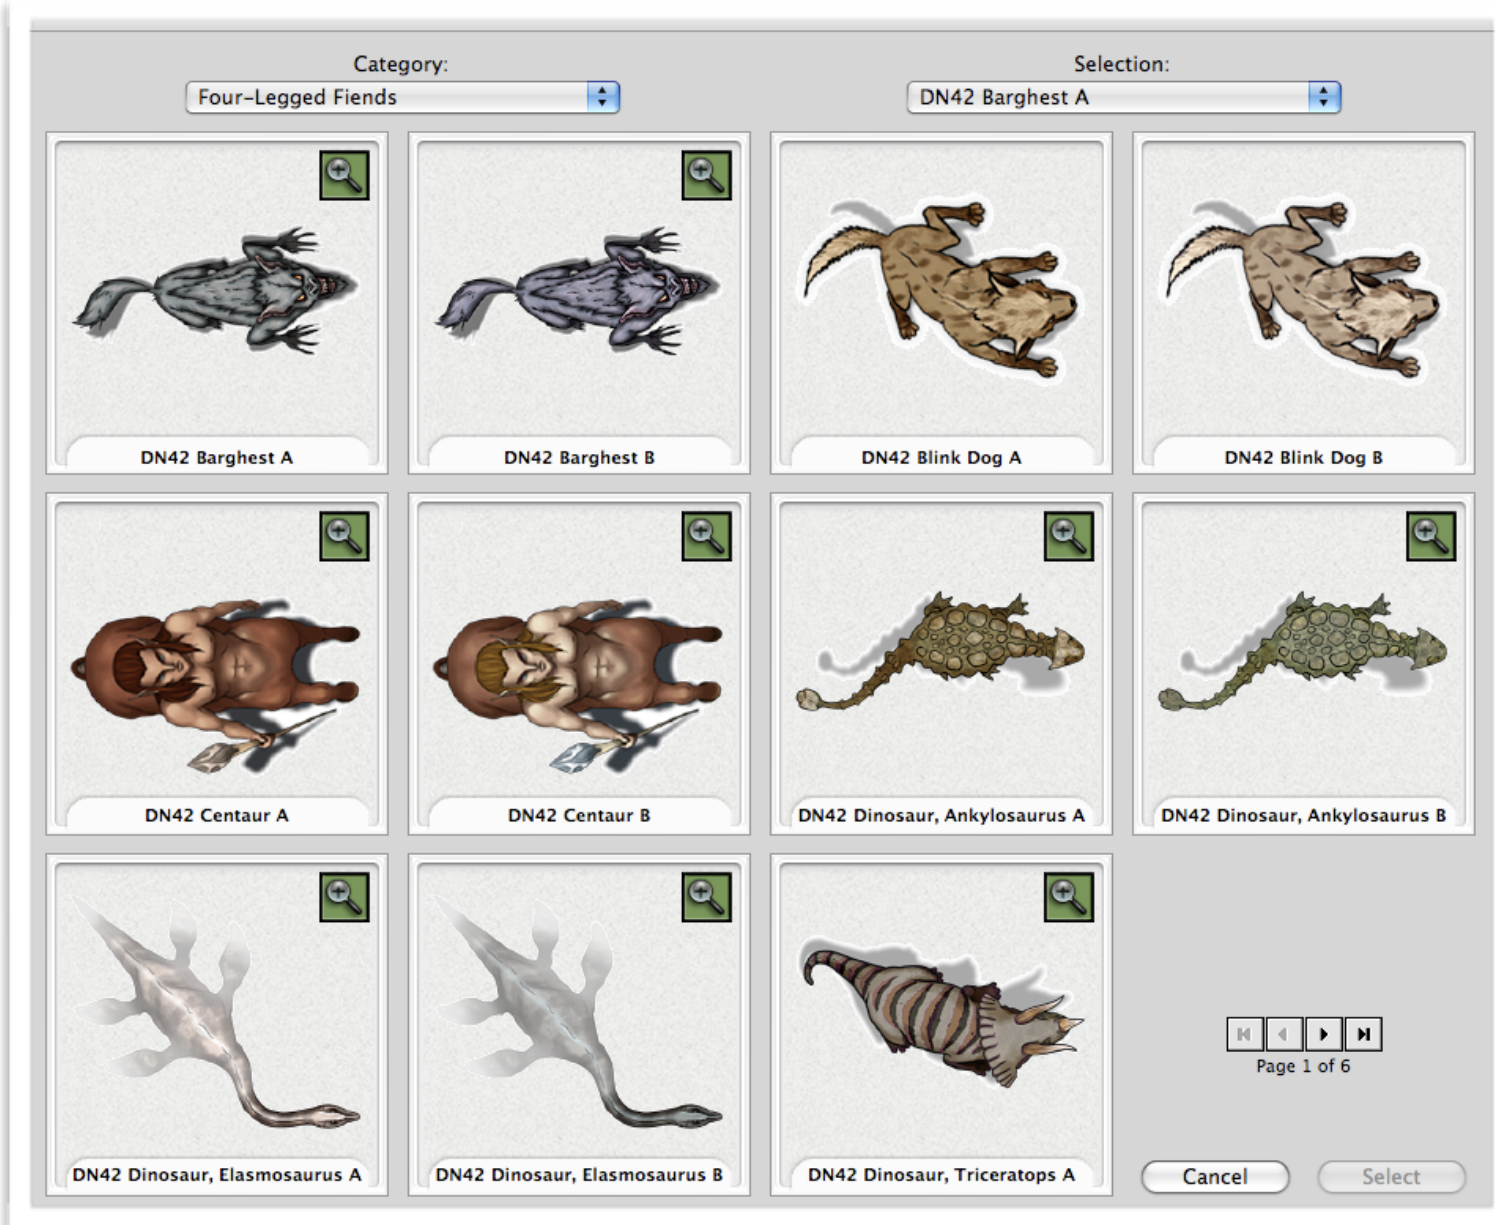 Category:
Selection:
Four-Legged Fiends
DN42 Barghest A
DN42 Barghest A
DN42 Barghest B
DN42 Blink Dog A
DN42 Blink Dog B
DN42 Centaur A
DN42 Centaur B
DN42 Dinosaur, Ankylosaurus A
DN42 Dinosaur, Ankylosaurus B
DN42 Dinosaur, Elasmosaurus A
DN42 Dinosaur, Elasmosaurus B
DN42 Dinosaur, Triceratops A
Page 1 of 6
Cancel
Select